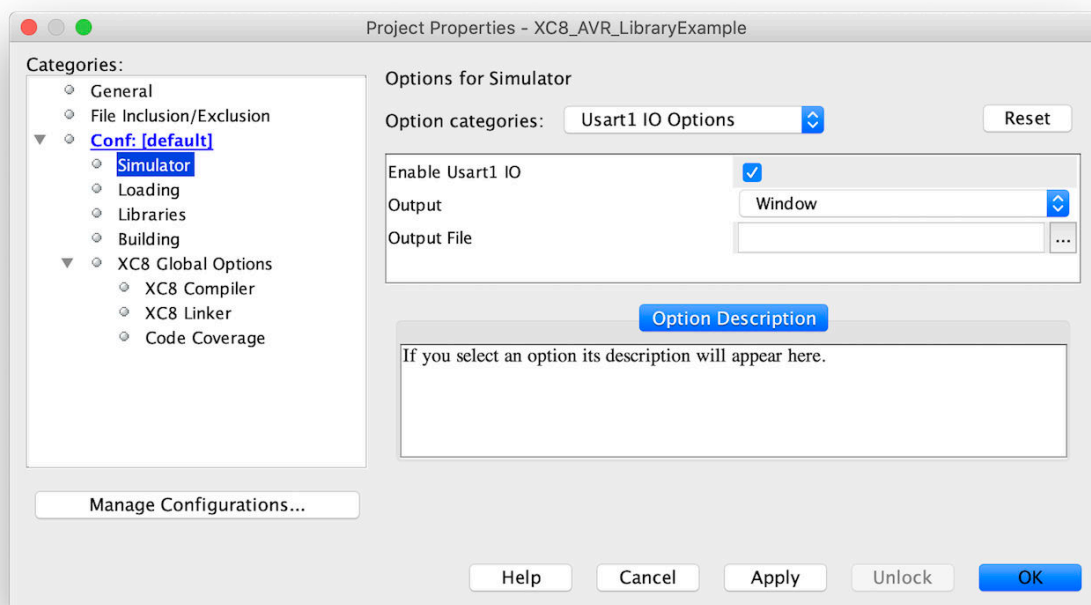 Project Properties - XC8_AVR_LibraryExample
Categories:
General
File Inclusion/Exclusion
Conf: [default]
Simulator
Loading
Libraries
Building
XC8 Global Options
XC8 Compiler
XC8 Linker
Code Coverage
Manage Configurations...
Options for Simulator
Option categories: Usart1 IO Options Reset
Enable Usart1 IO
Output Window
Output File ...
Option Description
If you select an option its description will appear here.
Help Cancel Apply Unlock OK